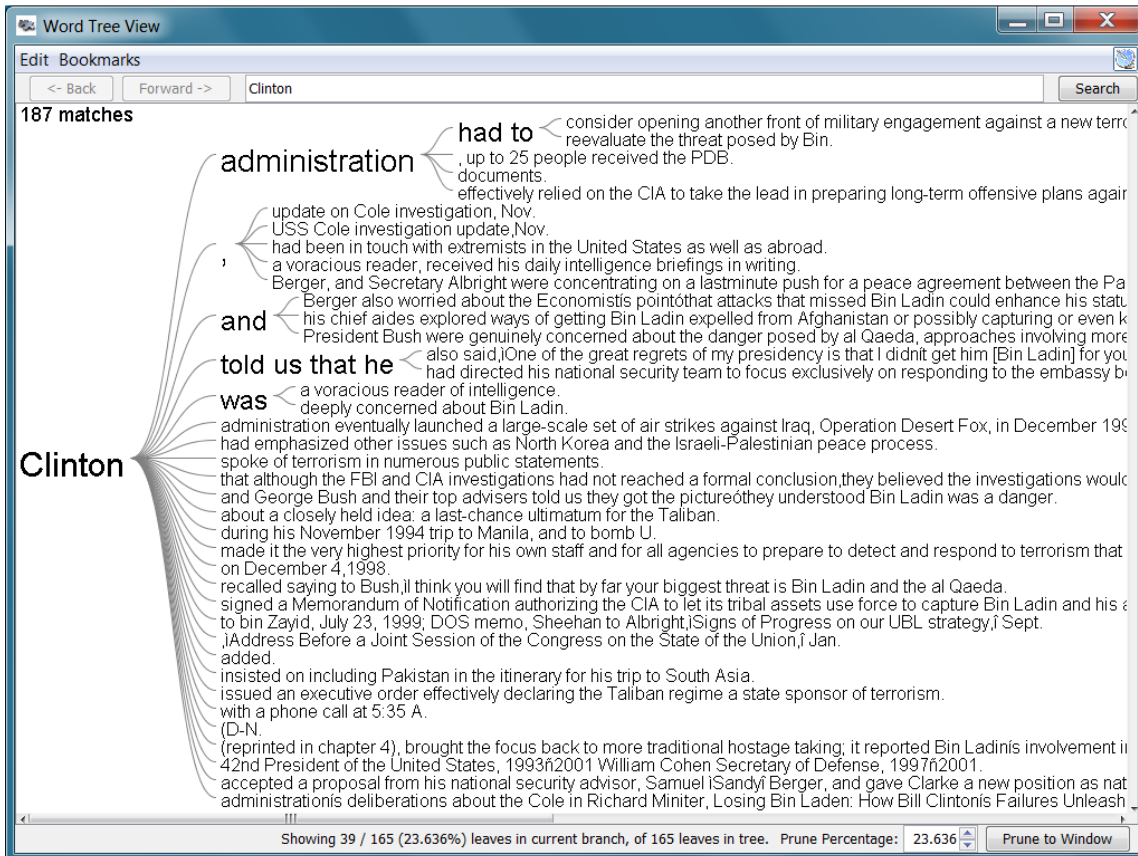 Word Tree View
Edit Bookmarks
<- Back Forward -> Clinton Search
187 matches
Clinton
administration
had to
consider opening another front of military engagement against a new terro
reevaluate the threat posed by Bin.
, up to 25 people received the PDB.
documents.
effectively relied on the CIA to take the lead in preparing long-term offensive plans again
,
update on Cole investigation, Nov.
USS Cole investigation update,Nov.
had been in touch with extremists in the United States as well as abroad.
a voracious reader, received his daily intelligence briefings in writing.
Berger, and Secretary Albright were concentrating on a lastminute push for a peace agreement between the Pa
and
Berger also worried about the Economistís pointóthat attacks that missed Bin Ladin could enhance his statu
his chief aides explored ways of getting Bin Ladin expelled from Afghanistan or possibly capturing or even k
President Bush were genuinely concerned about the danger posed by al Qaeda, approaches involving more
told us that he
also said,ìOne of the great regrets of my presidency is that I didnít get him [Bin Ladin] for you
had directed his national security team to focus exclusively on responding to the embassy bo
was
a voracious reader of intelligence.
deeply concerned about Bin Ladin.
administration eventually launched a large-scale set of air strikes against Iraq, Operation Desert Fox, in December 199
had emphasized other issues such as North Korea and the Israeli-Palestinian peace process.
spoke of terrorism in numerous public statements.
that although the FBI and CIA investigations had not reached a formal conclusion,they believed the investigations would
and George Bush and their top advisers told us they got the pictureóthey understood Bin Ladin was a danger.
about a closely held idea: a last-chance ultimatum for the Taliban.
during his November 1994 trip to Manila, and to bomb U.
made it the very highest priority for his own staff and for all agencies to prepare to detect and respond to terrorism that
on December 4,1998.
recalled saying to Bush,ìI think you will find that by far your biggest threat is Bin Ladin and the al Qaeda.
signed a Memorandum of Notification authorizing the CIA to let its tribal assets use force to capture Bin Ladin and his a
to bin Zayid, July 23, 1999; DOS memo, Sheehan to Albright,ìSigns of Progress on our UBL strategy,î Sept.
,ìAddress Before a Joint Session of the Congress on the State of the Union,î Jan.
added.
insisted on including Pakistan in the itinerary for his trip to South Asia.
issued an executive order effectively declaring the Taliban regime a state sponsor of terrorism.
with a phone call at 5:35 A.
(D-N.
(reprinted in chapter 4), brought the focus back to more traditional hostage taking; it reported Bin Ladinís involvement in
42nd President of the United States, 1993ñ2001 William Cohen Secretary of Defense, 1997ñ2001.
accepted a proposal from his national security advisor, Samuel ìSandyî Berger, and gave Clarke a new position as nat
administrationís deliberations about the Cole in Richard Miniter, Losing Bin Laden: How Bill Clintonís Failures Unleash
Showing 39 / 165 (23.636%) leaves in current branch, of 165 leaves in tree. Prune Percentage: 23.636 Prune to Window